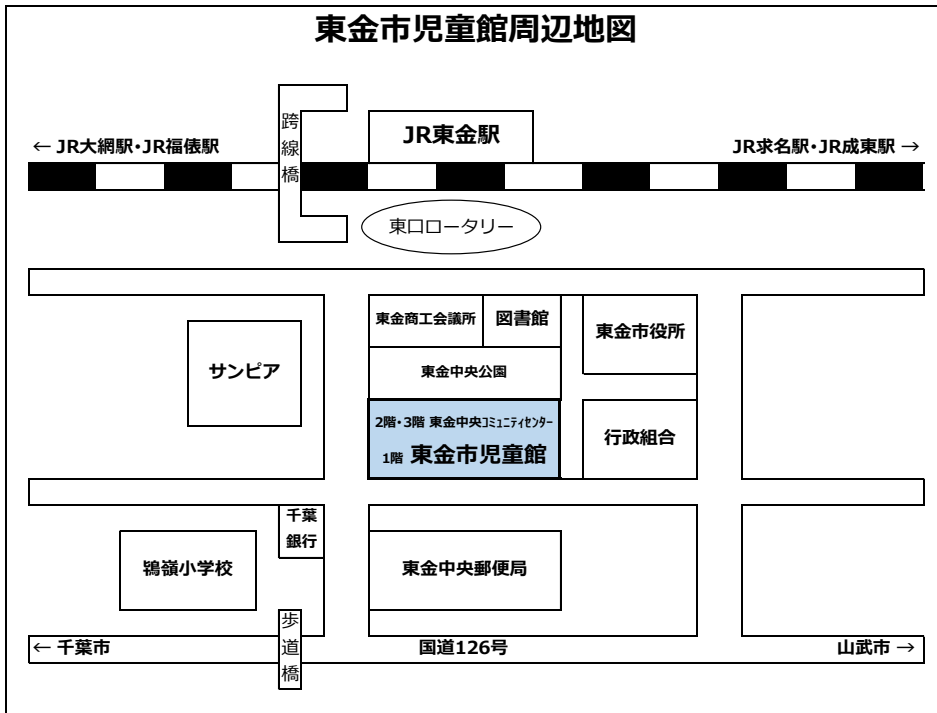 東金市児童館周辺地図
跨線橋
JR東金駅
← JR大網駅・JR福俵駅
JR求名駅・JR成東駅 →
東口ロータリー
東金商工会議所
図書館
東金市役所
サンピア
東金中央公園
2階・3階 東金中央ｺﾐｭﾆﾃｨｾﾝﾀｰ
1階 東金市児童館
行政組合
千葉
銀行
鴇嶺小学校
東金中央郵便局
歩道橋
← 千葉市
国道126号
山武市 →